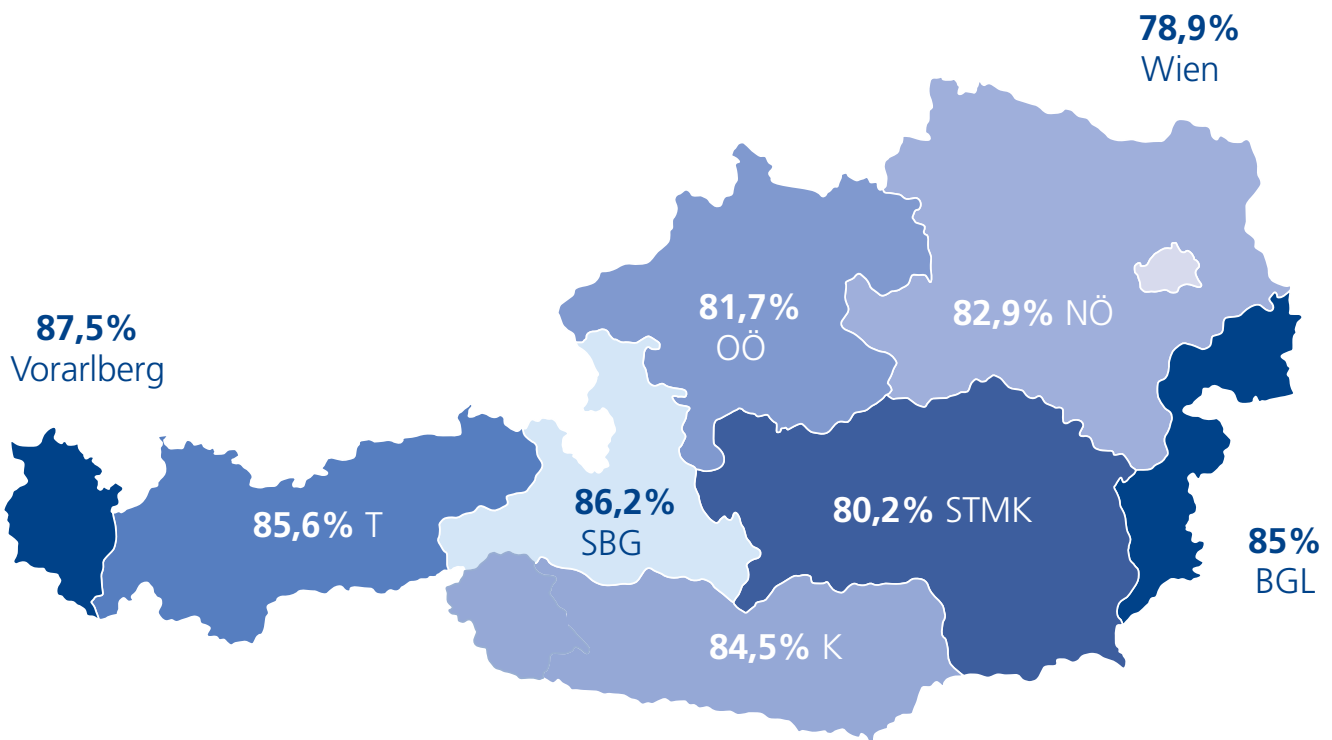 78,9%
Wien
81,7%
OÖ
82,9% NÖ
87,5%
Vorarlberg
85,6% T
86,2%
SBG
80,2% STMK
85%
BGL
84,5% K